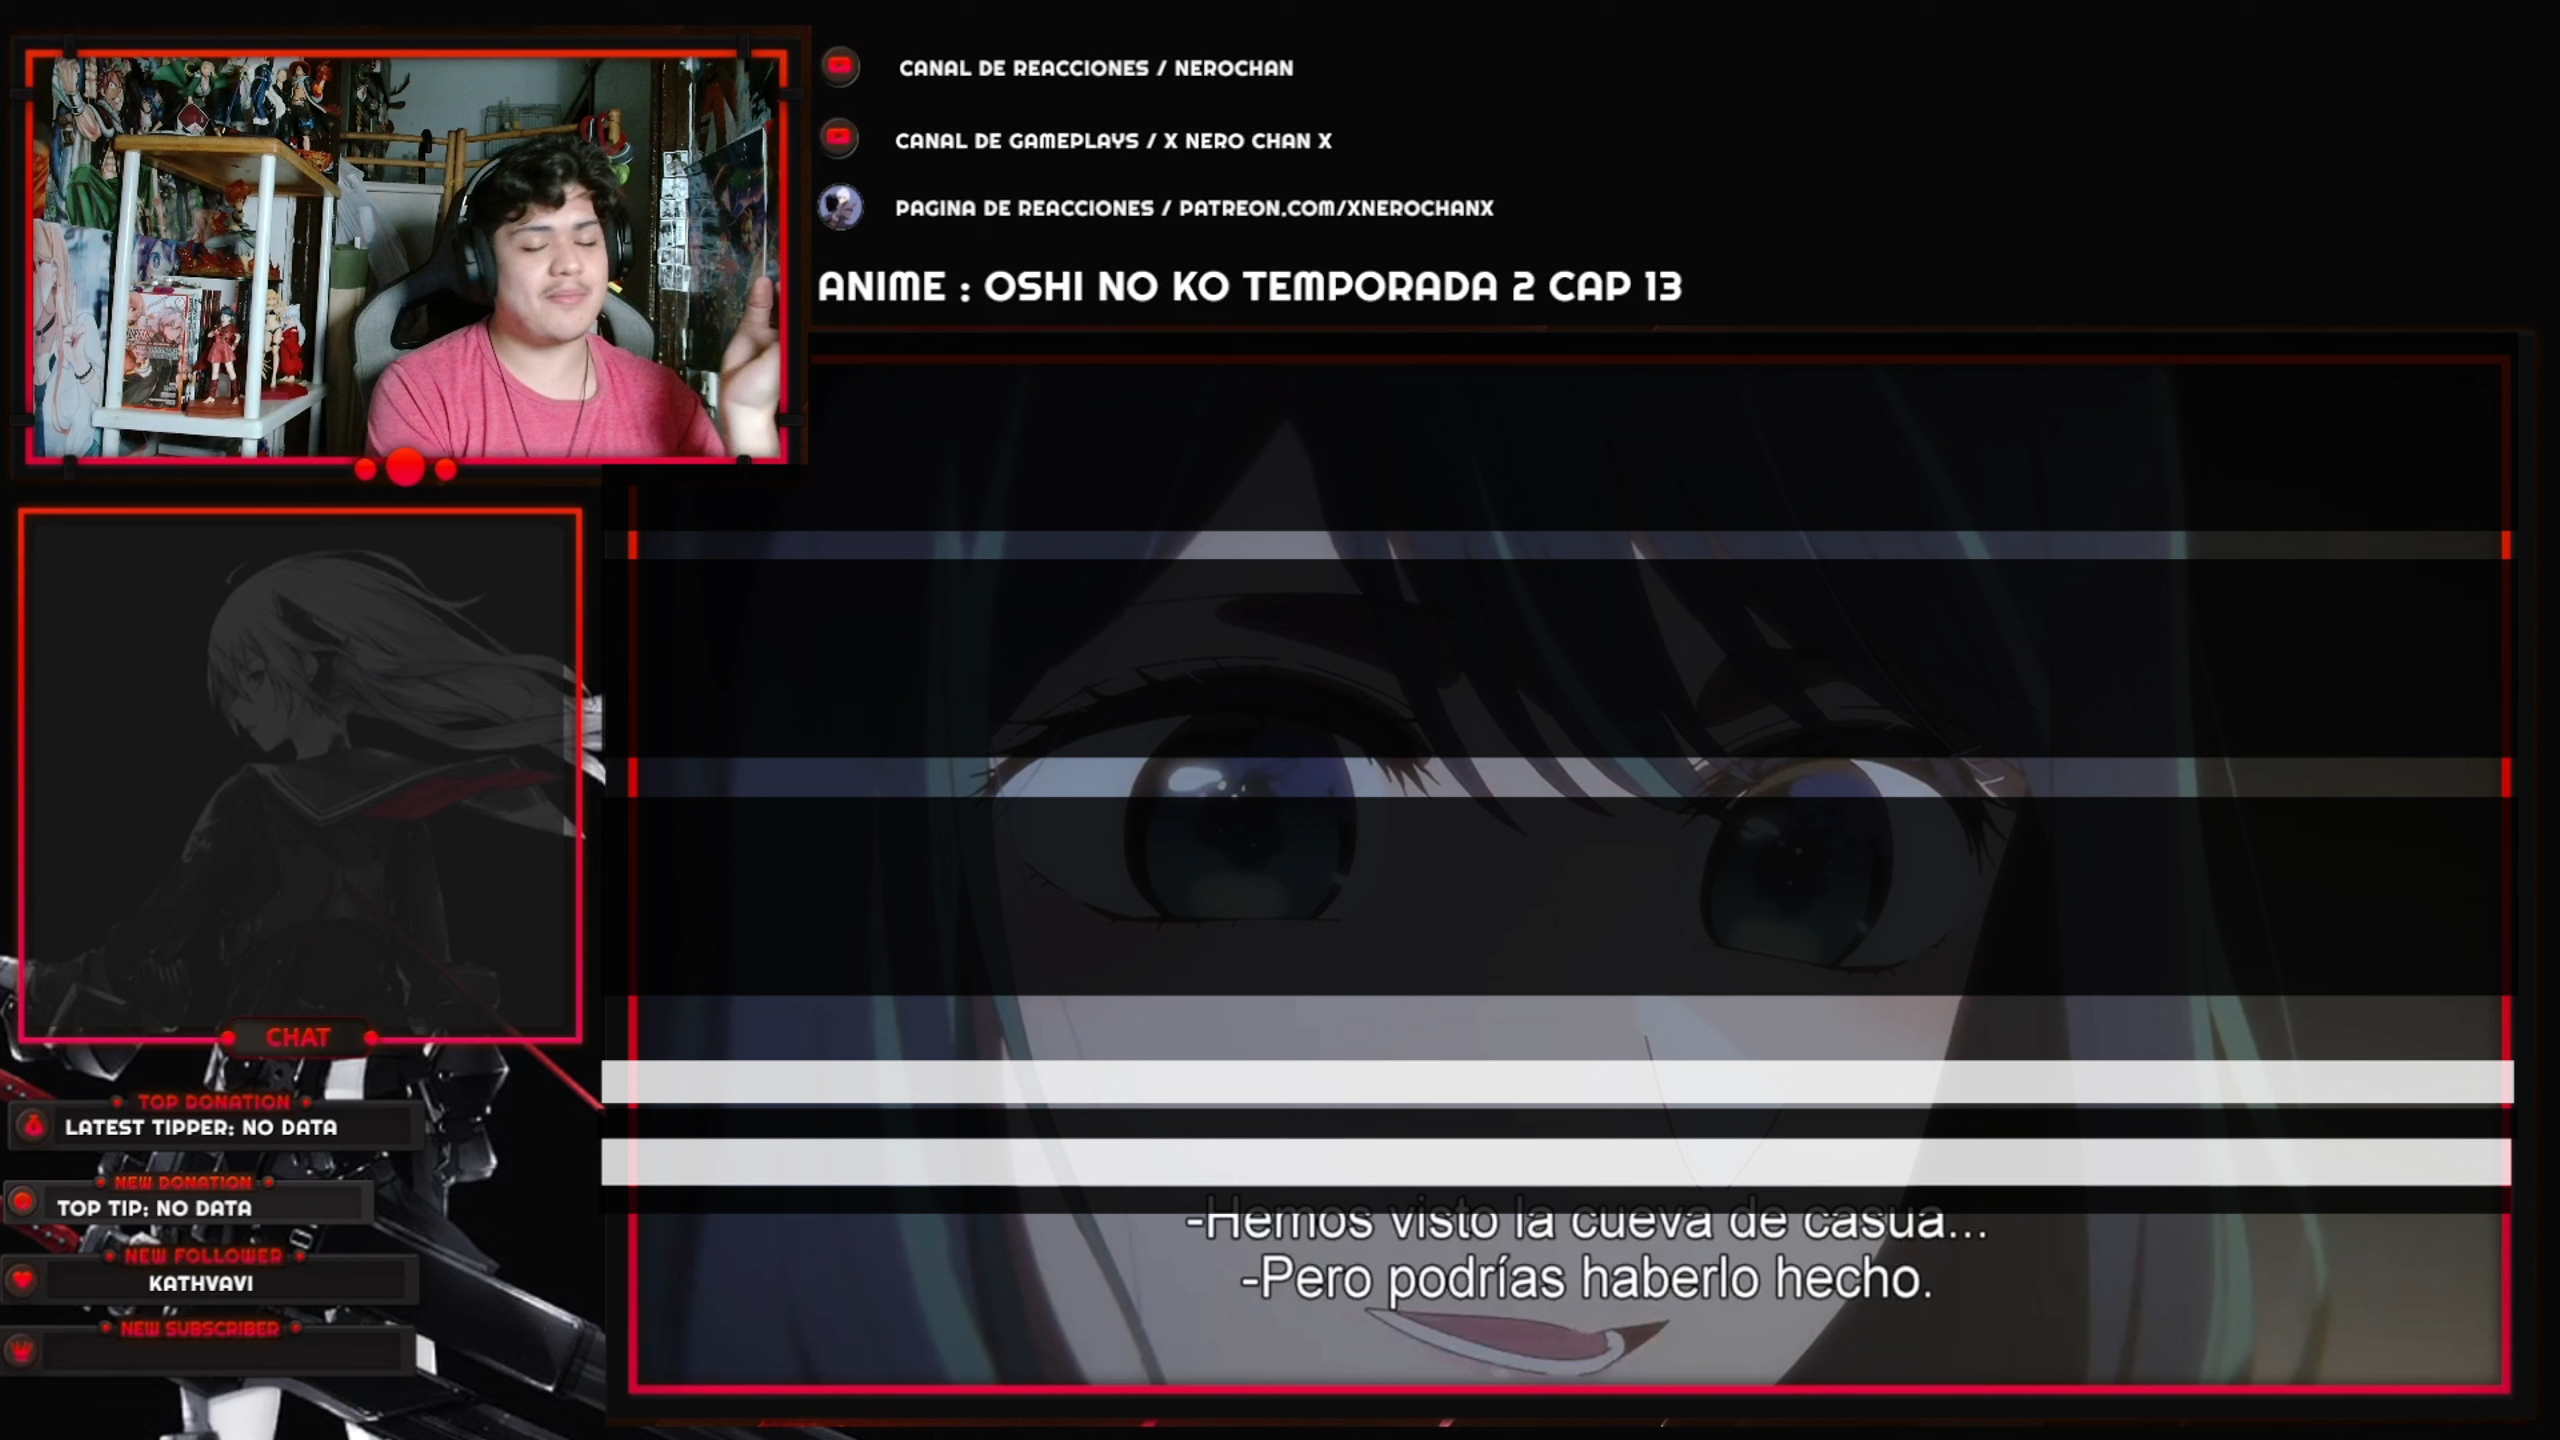 CANAL DE REACCIONES / NEROCHAN
CANAL DE GAMEPLAYS / X NERO CHAN X
PAGINA DE REACCIONES / PATREON.COM/XNEROCHANX
ANIME : OSHI NO KO TEMPORADA 2 CAP 13
CHAT
TOP DONATION
LATEST TIPPER: NO DATA
NEW DONATION
TOP TIP: NO DATA
NEW FOLLOWER
KATHVAVI
NEW SUBSCRIBER
-Hemos visto la cueva de casua...
-Pero podrías haberlo hecho.